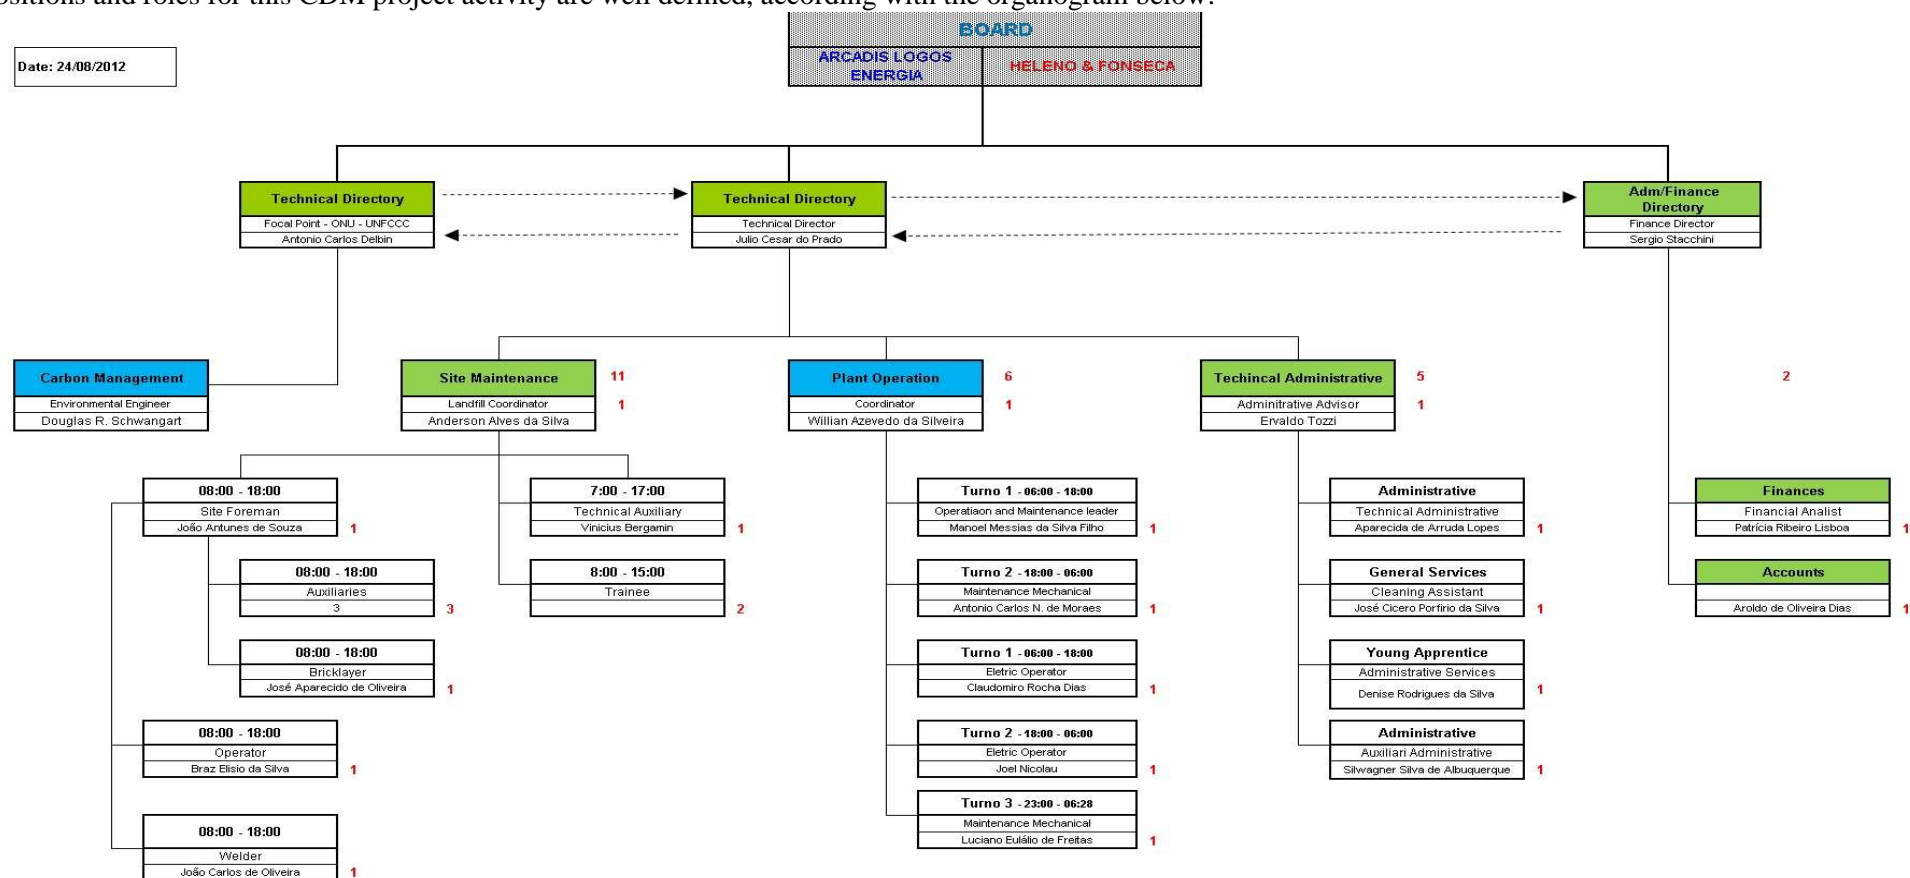 ositions and roles for this CDM project activity are well defined, according with the organogram below.
BOARD
ARCADIS LOGOS
ENERGIA
HELENO & FONSECA
Date: 24/08/2012
Technical Directory
Focal Point - ONU - UNFCCC
Antonio Carlos Delbin
Technical Directory
Technical Director
Julio Cesar do Prado
Adm/Finance
Directory
Finance Director
Sergio Stacchini
Carbon Management
Environmental Engineer
Douglas R. Schwangart
Site Maintenance
11
Landfill Coordinator
1
Anderson Alves da Silva
Plant Operation
6
Coordinator
1
Willian Azevedo da Silveira
Techincal Administrative
5
Adminitrative Advisor
1
Ervaldo Tozzi
2
08:00 - 18:00
Site Foreman
João Antunes de Souza
1
08:00 - 18:00
Auxiliaries
3
3
08:00 - 18:00
Bricklayer
José Aparecido de Oliveira
1
08:00 - 18:00
Operator
Braz Elisio da Silva
1
08:00 - 18:00
Welder
João Carlos de Oliveira
1
7:00 - 17:00
Technical Auxiliary
Vinicius Bergamin
1
8:00 - 15:00
Trainee
2
Turno 1 - 06:00 - 18:00
Operatiaon and Maintenance leader
Manoel Messias da Silva Filho
1
Turno 2 - 18:00 - 06:00
Maintenance Mechanical
Antonio Carlos N. de Moraes
1
Turno 1 - 06:00 - 18:00
Eletric Operator
Claudomiro Rocha Dias
1
Turno 2 - 18:00 - 06:00
Eletric Operator
Joel Nicolau
1
Turno 3 - 23:00 - 06:28
Maintenance Mechanical
Luciano Eulálio de Freitas
1
Administrative
Technical Administrative
Aparecida de Arruda Lopes
1
General Services
Cleaning Assistant
José Cicero Porfirio da Silva
1
Young Apprentice
Administrative Services
Denise Rodrigues da Silva
1
Administrative
Auxiliari Administrative
Silwagner Silva de Albuquerque
1
Finances
Financial Analist
Patrícia Ribeiro Lisboa
1
Accounts
Aroldo de Oliveira Dias
1